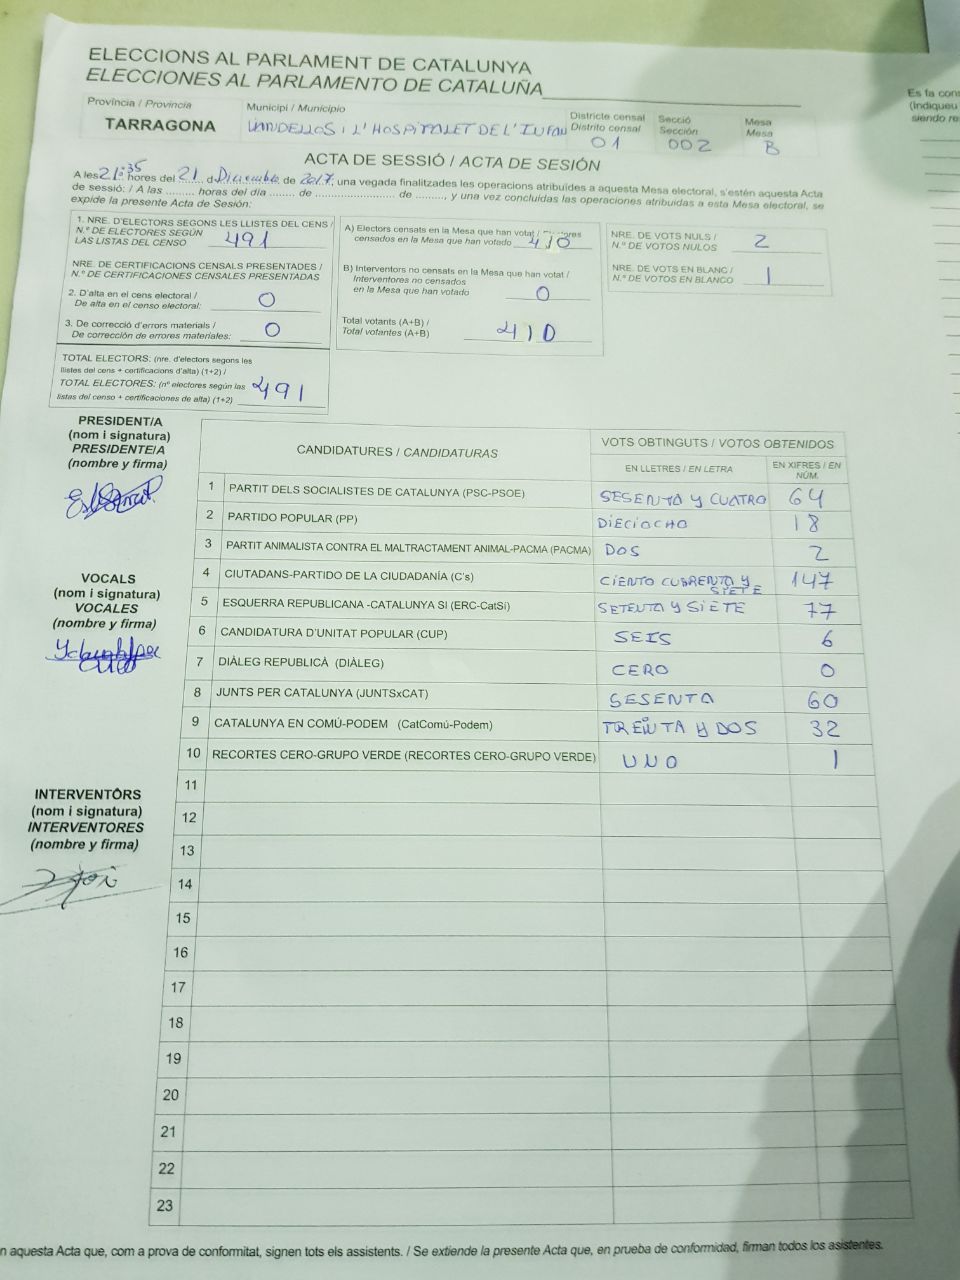 ELECCIONS AL PARLAMENT DE CATALUNYA
ELECCIONES AL PARLAMENTO DE CATALUÑA
Província / Provincia
TARRAGONA
Municipi / Municipio
VANDELLOS i L'HOSPITALET DE L'INFAN
Districte censal
Distrito censal
01
Secció
Sección
002
Mesa
Mesa
B
Es fa cons
(Indiqueu
siendo re
ACTA DE SESSIÓ / ACTA DE SESIÓN
A les 21:35 hores del 21 d Diciembre de 2017, una vegada finalitzades les operacions atribuïdes a aquesta Mesa electoral, s'estén aquesta Acta
de sessió: / A las ......... horas del día ........ de ....................... de ........., y una vez concluidas las operaciones atribuidas a esta Mesa electoral, se
expide la presente Acta de Sesión:
1. NRE. D'ELECTORS SEGONS LES LLISTES DEL CENS /
N.º DE ELECTORES SEGÚN
LAS LISTAS DEL CENSO
491
NRE. DE CERTIFICACIONS CENSALS PRESENTADES /
N.º DE CERTIFICACIONES CENSALES PRESENTADAS
2. D'alta en el cens electoral /
De alta en el censo electoral:
0
3. De correcció d'errors materials /
De corrección de errores materiales:
0
TOTAL ELECTORS: (nre. d'electors segons les
llistes del cens + certificacions d'alta) (1+2) /
TOTAL ELECTORES: (nº electores según las
listas del censo + certificaciones de alta) (1+2)
491
A) Electors censats en la Mesa que han votat /
censados en la Mesa que han votado
410
B) Interventors no censats en la Mesa que han votat /
Interventores no censados
en la Mesa que han votado
0
Total votants (A+B) /
Total votantes (A+B)
410
NRE. DE VOTS NULS /
N.º DE VOTOS NULOS
2
NRE. DE VOTS EN BLANC /
N.º DE VOTOS EN BLANCO
1
PRESIDENT/A
(nom i signatura)
PRESIDENTE/A
(nombre y firma)
VOCALS
(nom i signatura)
VOCALES
(nombre y firma)
INTERVENTORS
(nom i signatura)
INTERVENTORES
(nombre y firma)
CANDIDATURES / CANDIDATURAS
VOTS OBTINGUTS / VOTOS OBTENIDOS
EN LLETRES / EN LETRA
EN XIFRES / EN
NÚM.
1 PARTIT DELS SOCIALISTES DE CATALUNYA (PSC-PSOE) SESENTA Y CUATRO 64
2 PARTIDO POPULAR (PP) DIECIOCHO 18
3 PARTIT ANIMALISTA CONTRA EL MALTRACTAMENT ANIMAL-PACMA (PACMA) DOS 2
4 CIUTADANS-PARTIDO DE LA CIUDADANÍA (C's) CIENTO CUARENTA Y SIETE 147
5 ESQUERRA REPUBLICANA -CATALUNYA SI (ERC-CatSí) SETENTA Y SIETE 77
6 CANDIDATURA D'UNITAT POPULAR (CUP) SEIS 6
7 DIÀLEG REPUBLICÀ (DIÀLEG) CERO 0
8 JUNTS PER CATALUNYA (JUNTSxCAT) SESENTA 60
9 CATALUNYA EN COMÚ-PODEM (CatComú-Podem) TREINTA Y DOS 32
10 RECORTES CERO-GRUPO VERDE (RECORTES CERO-GRUPO VERDE) UNO 1
11
12
13
14
15
16
17
18
19
20
21
22
23
n aquesta Acta que, com a prova de conformitat, signen tots els assistents. / Se extiende la presente Acta que, en prueba de conformidad, firman todos los asistentes.